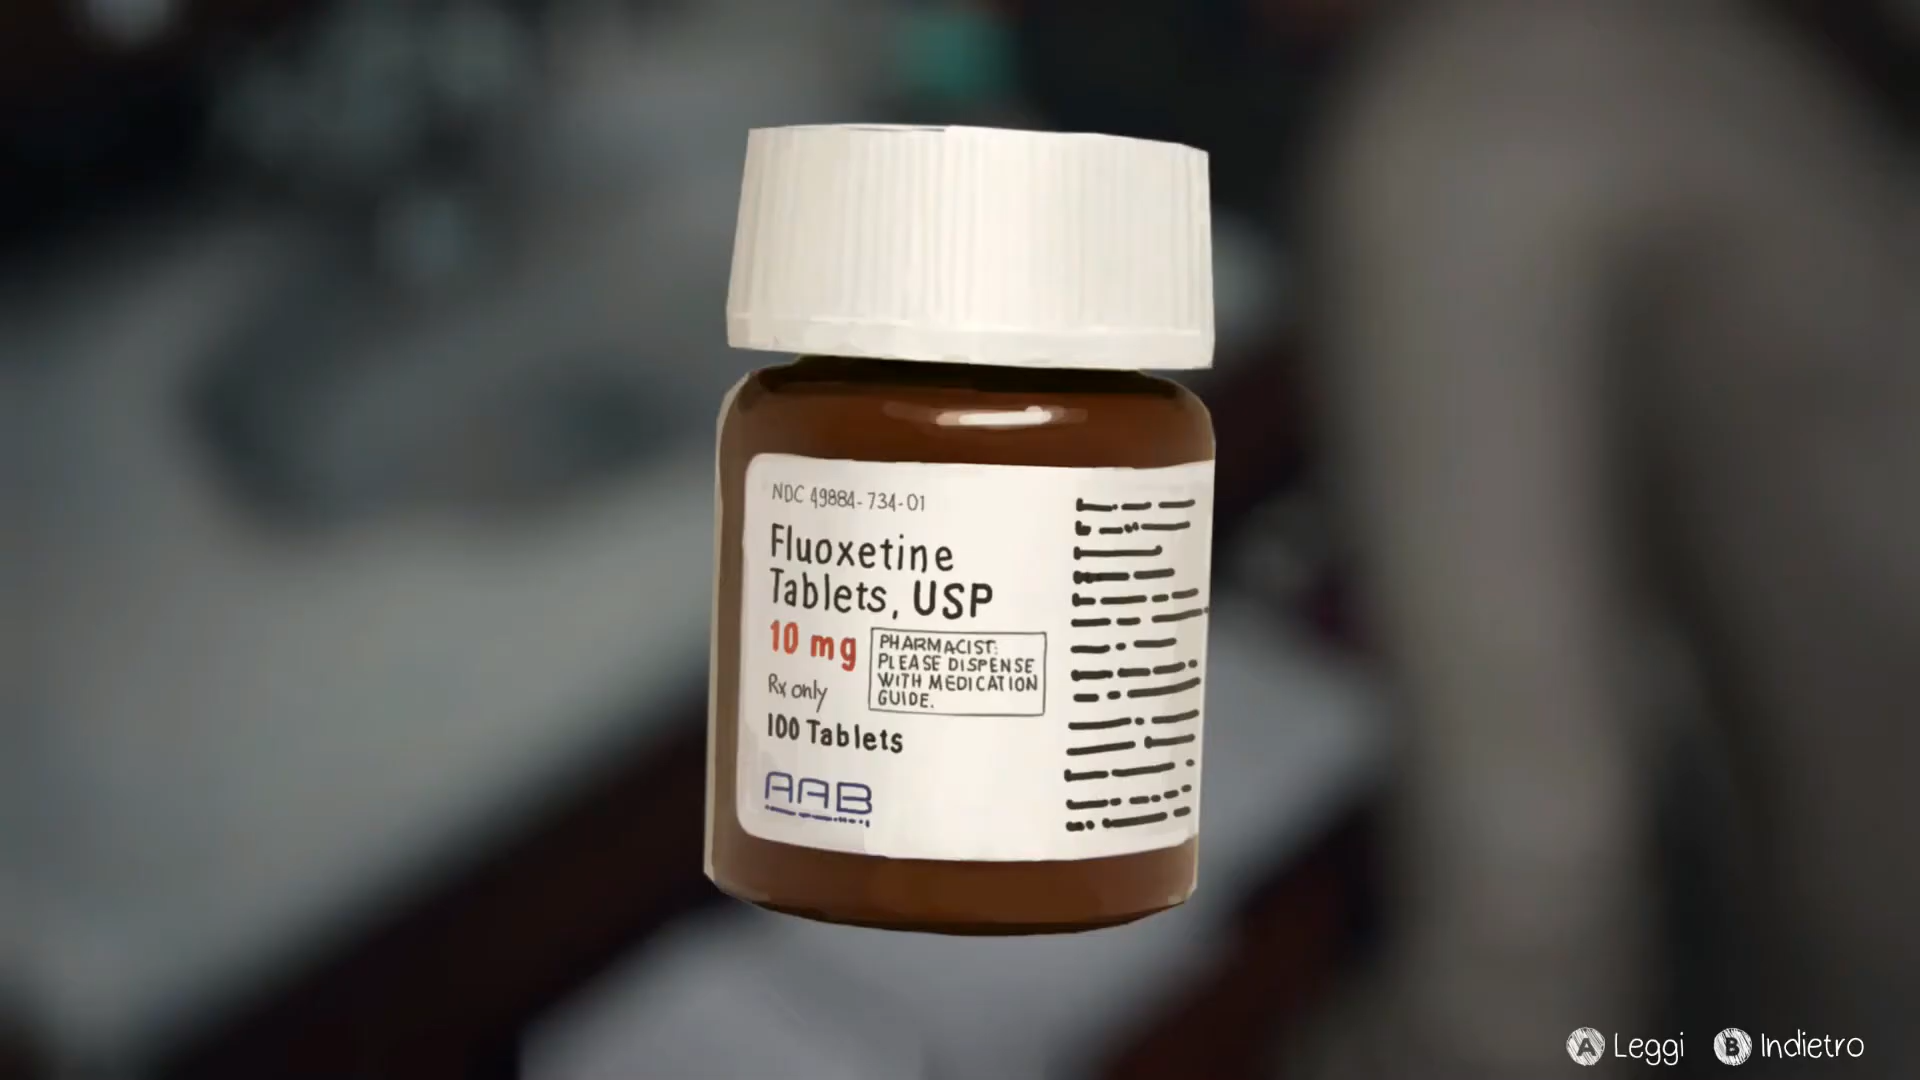 NDC 49884-734-01
Fluoxetine
Tablets, USP
10 mg
PHARMACIST:
PLEASE DISPENSE
WITH MEDICATION
GUIDE.
Rx only
100 Tablets
AAB
A Leggi B Indietro